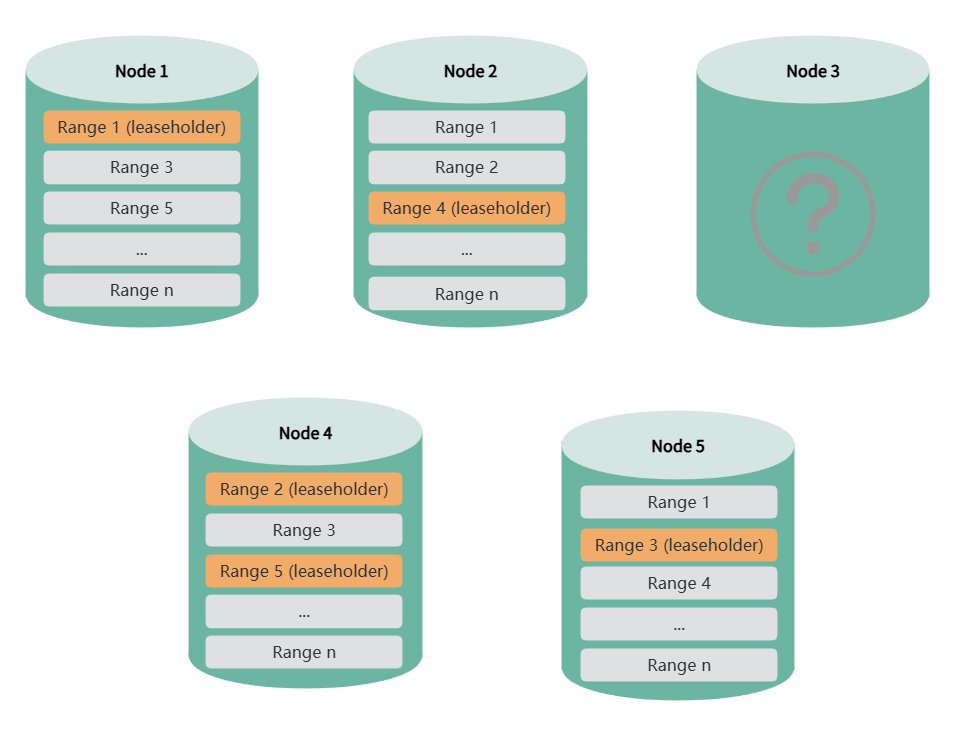 Node 1
Range 1 (leaseholder)
Range 3
Range 5
...
Range n
Node 2
Range 1
Range 2
Range 4 (leaseholder)
...
Range n
Node 3
?
Node 4
Range 2 (leaseholder)
Range 3
Range 5 (leaseholder)
...
Range n
Node 5
Range 1
Range 3 (leaseholder)
Range 4
...
Range n